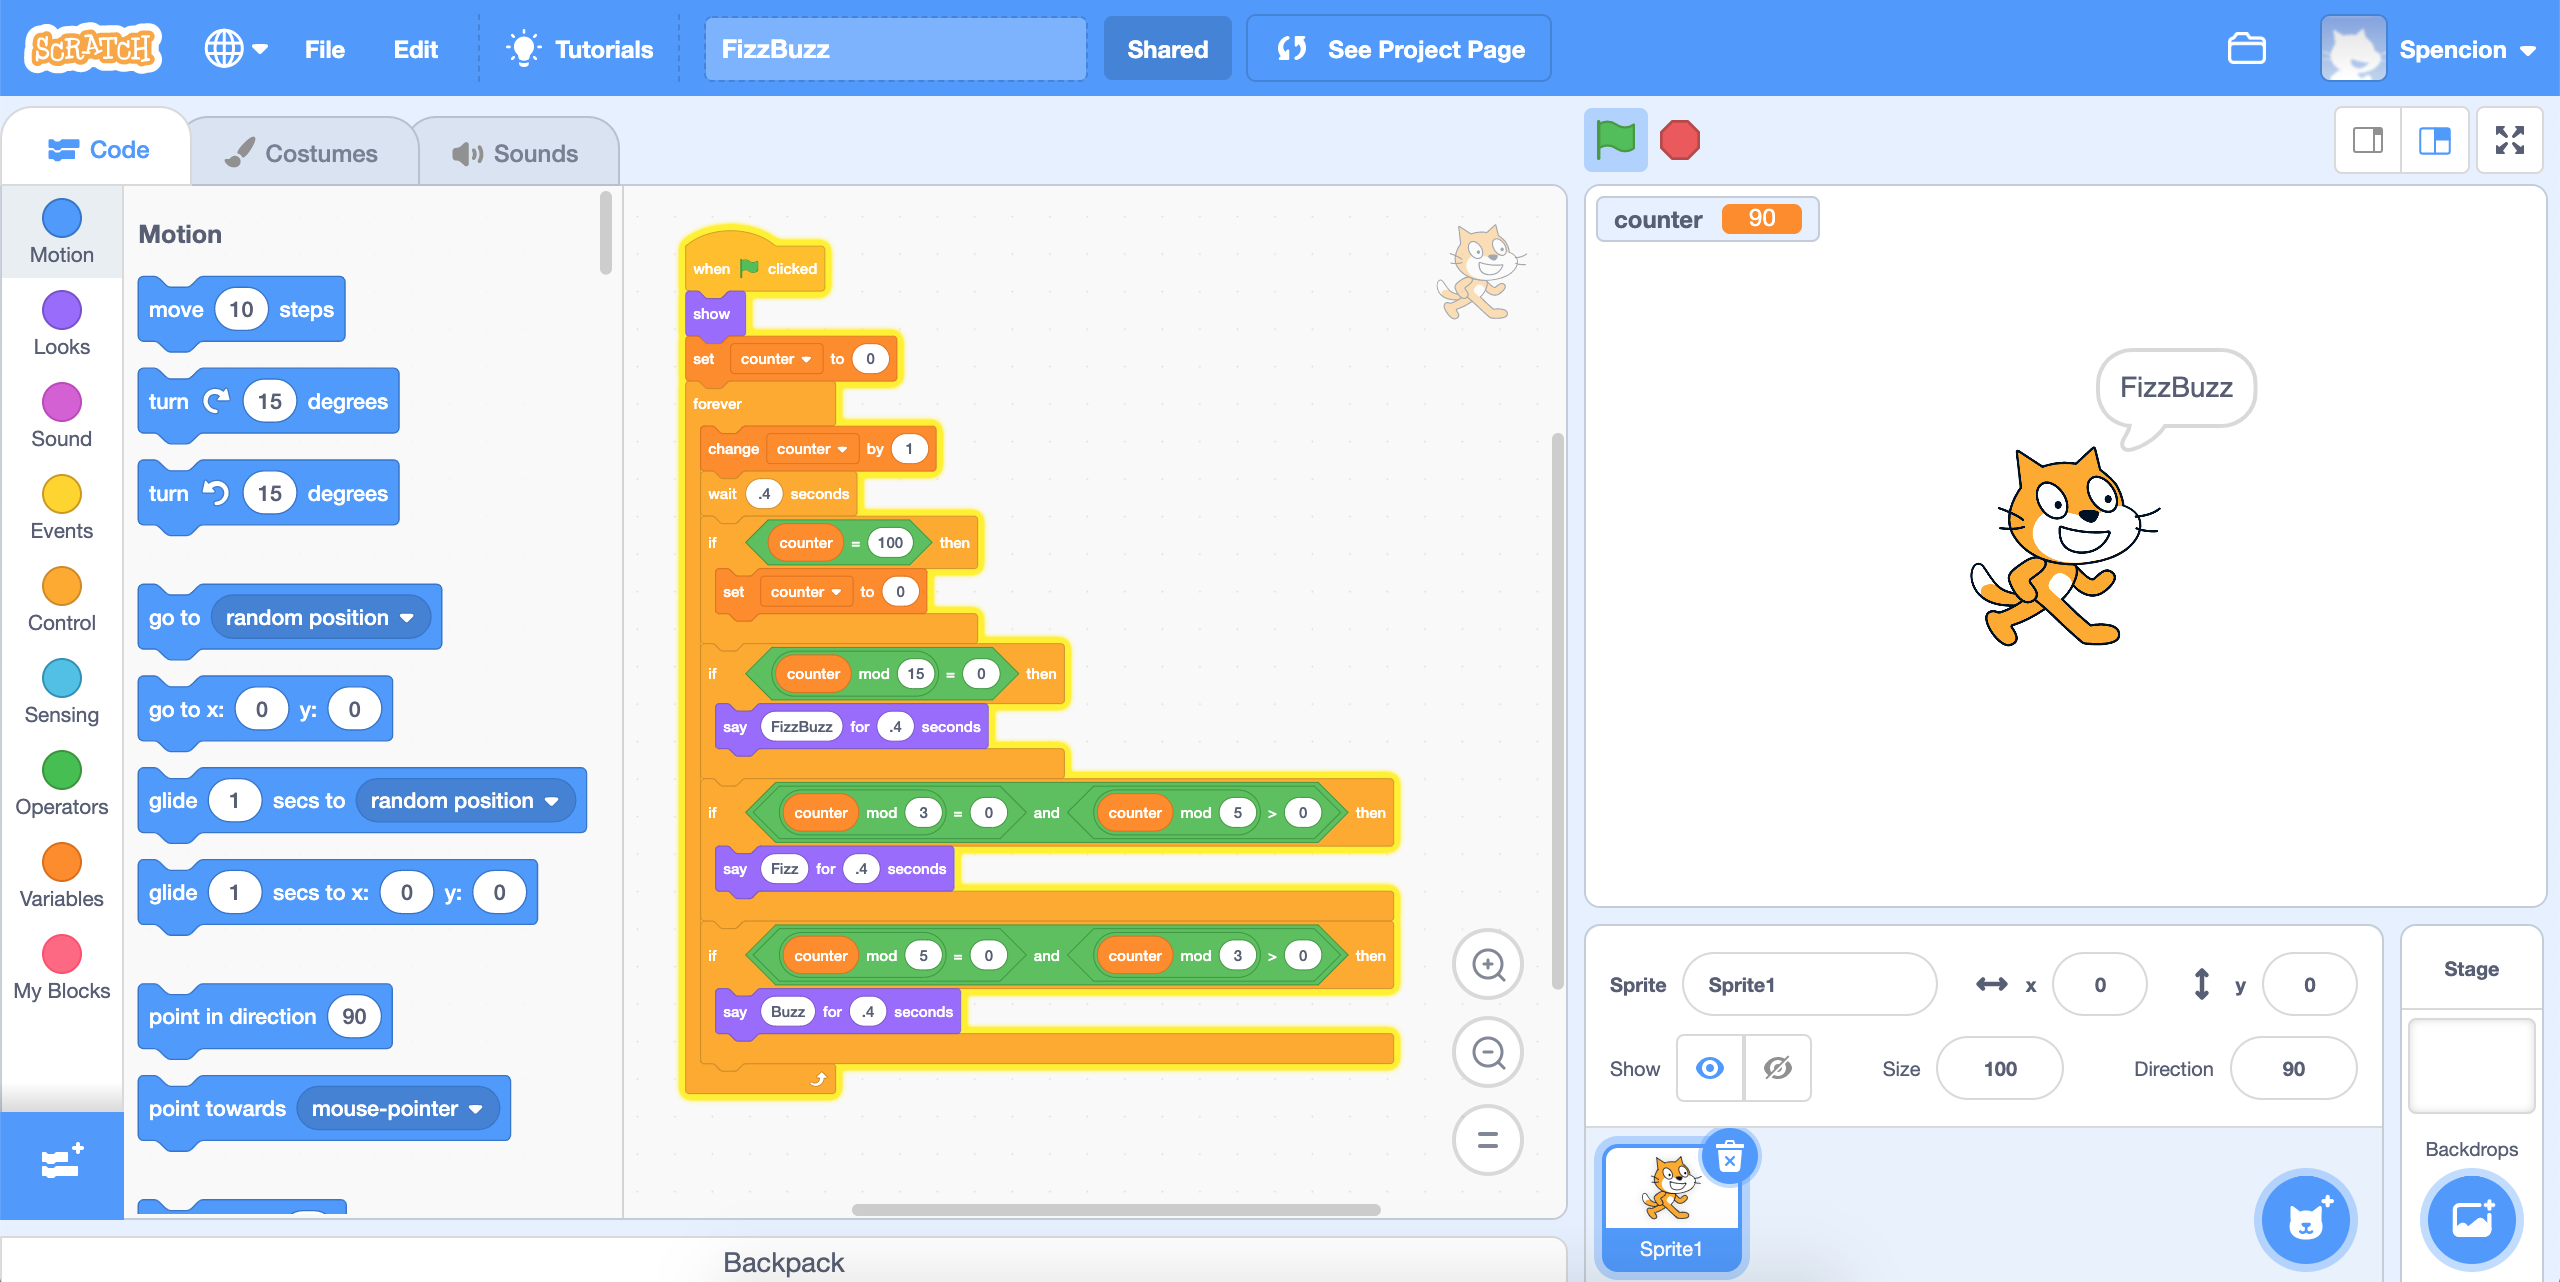 SCRATCH File Edit Tutorials FizzBuzz Shared See Project Page Spencion
Code Costumes Sounds
Motion
Looks
Sound
Events
Control
Sensing
Operators
Variables
My Blocks
Motion
move 10 steps
turn 15 degrees
turn 15 degrees
go to random position
go to x: 0 y: 0
glide 1 secs to random position
glide 1 secs to x: 0 y: 0
point in direction 90
point towards mouse-pointer
when clicked
show
set counter to 0
forever
change counter by 1
wait .4 seconds
if counter = 100 then
set counter to 0
if counter mod 15 = 0 then
say FizzBuzz for .4 seconds
if counter mod 3 = 0 and counter mod 5 > 0 then
say Fizz for .4 seconds
if counter mod 5 = 0 and counter mod 3 > 0 then
say Buzz for .4 seconds
Backpack
counter 90
FizzBuzz
Sprite Sprite1 x 0 y 0
Show Size 100 Direction 90
Sprite1
Stage
Backdrops